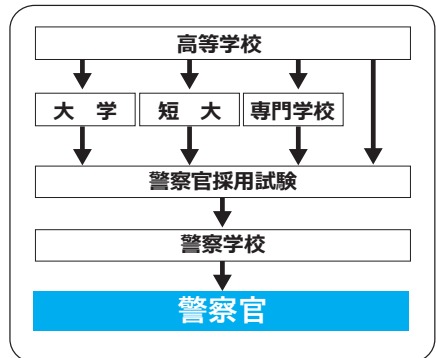 高等学校
大　学　短　大　専門学校
警察官採用試験
警察学校
警察官